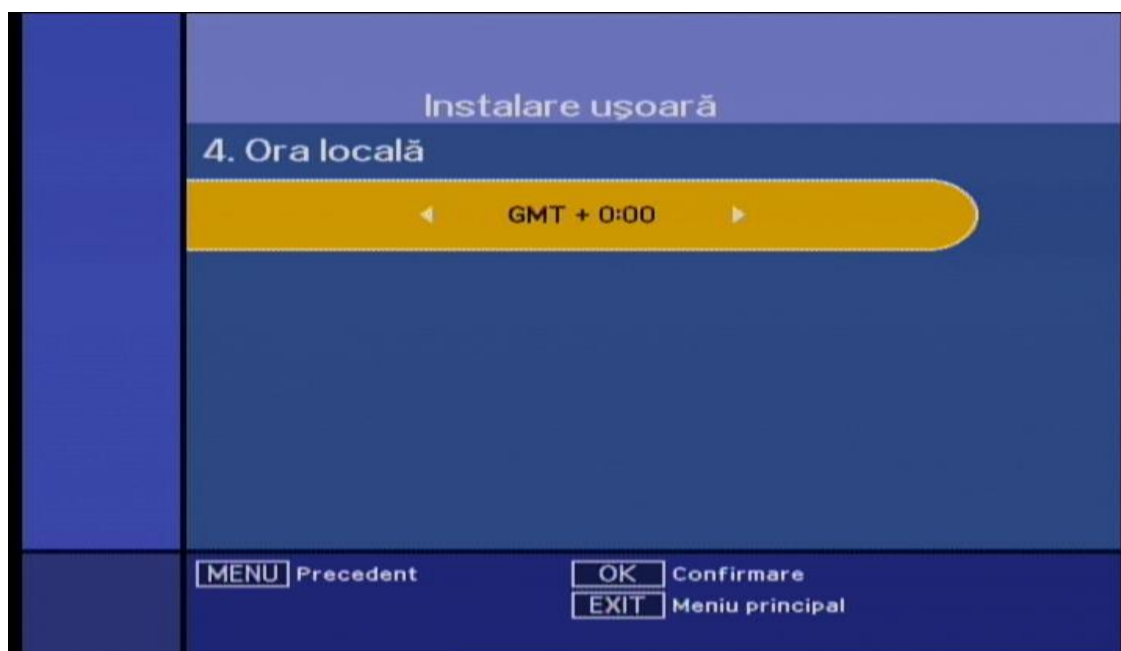 Instalare uşoară
4. Ora locală
GMT + 0:00
MENU Precedent
OK Confirmare
EXIT Meniu principal